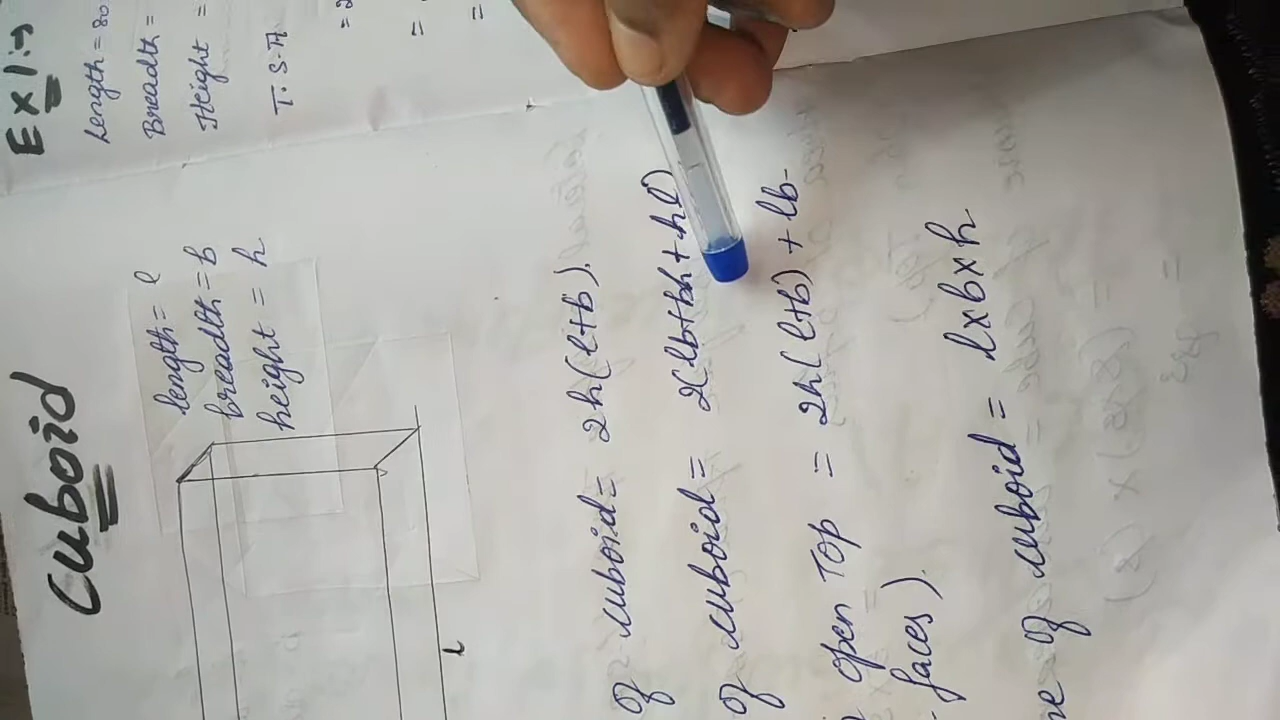 Cuboid
length = l
breadth = b
height = h
l
of cuboid = 2h(l+b).
of cuboid = 2(lb+bh+hl)
open Top = 2h(l+b) + lb-
faces).
of cuboid = l×b×h
Ex 1:→
Length = 80
Breadth =
Height =
T.S.A
=
=